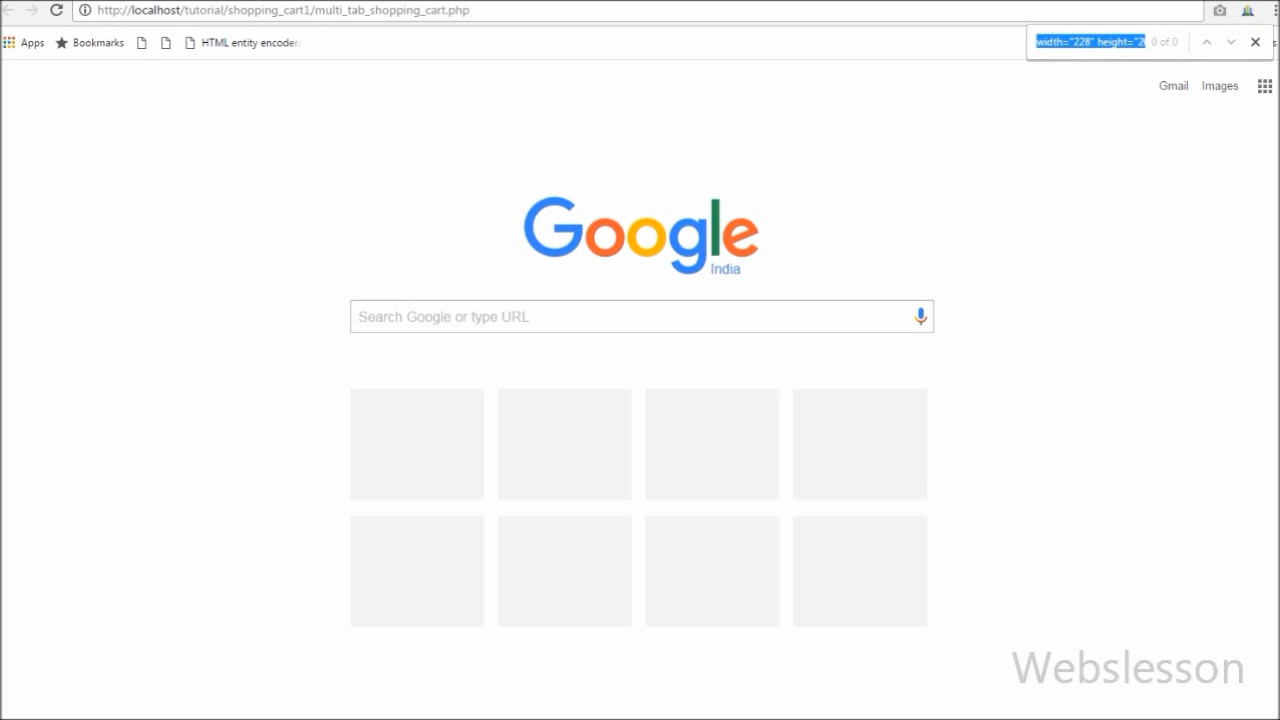 http://localhost/tutorial/shopping_cart1/multi_tab_shopping_cart.php
Apps Bookmarks HTML entity encoder
width="228" height="2 0 of 0
Gmail Images
Google
India
Search Google or type URL
Webslesson